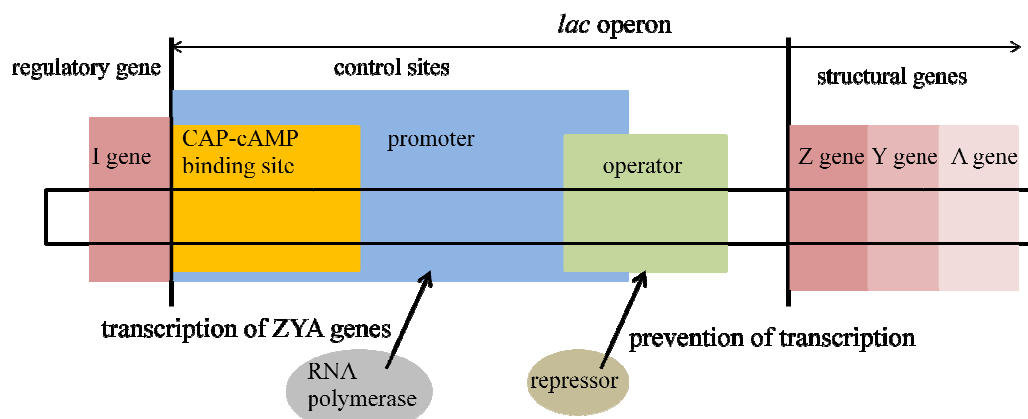 lac operon
regulatory gene
control sites
structural genes
I gene
CAP-cAMP
binding site
promoter
operator
Z gene
Y gene
Λ gene
transcription of ZYA genes
prevention of transcription
RNΛ
polymerase
repressor